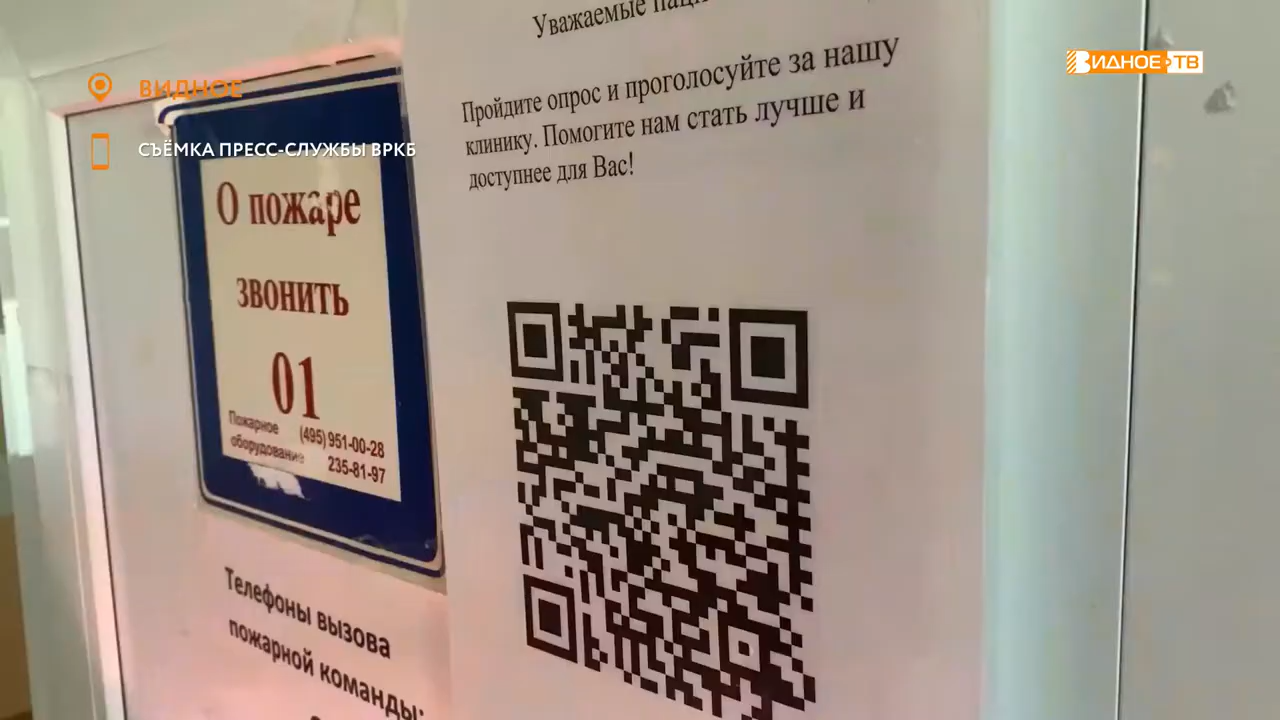 ВИДНОЕ
СЪЁМКА ПРЕСС-СЛУЖБЫ ВРКБ
ВИДНОЕ ТВ
О пожаре
звонить
01
Пожарное (495) 951-00-28
оборудование 235-81-97
Телефоны вызова
пожарной команды:
Уважаемые
Пройдите опрос и проголосуйте за нашу
клинику. Помогите нам стать лучше и
доступнее для Вас!